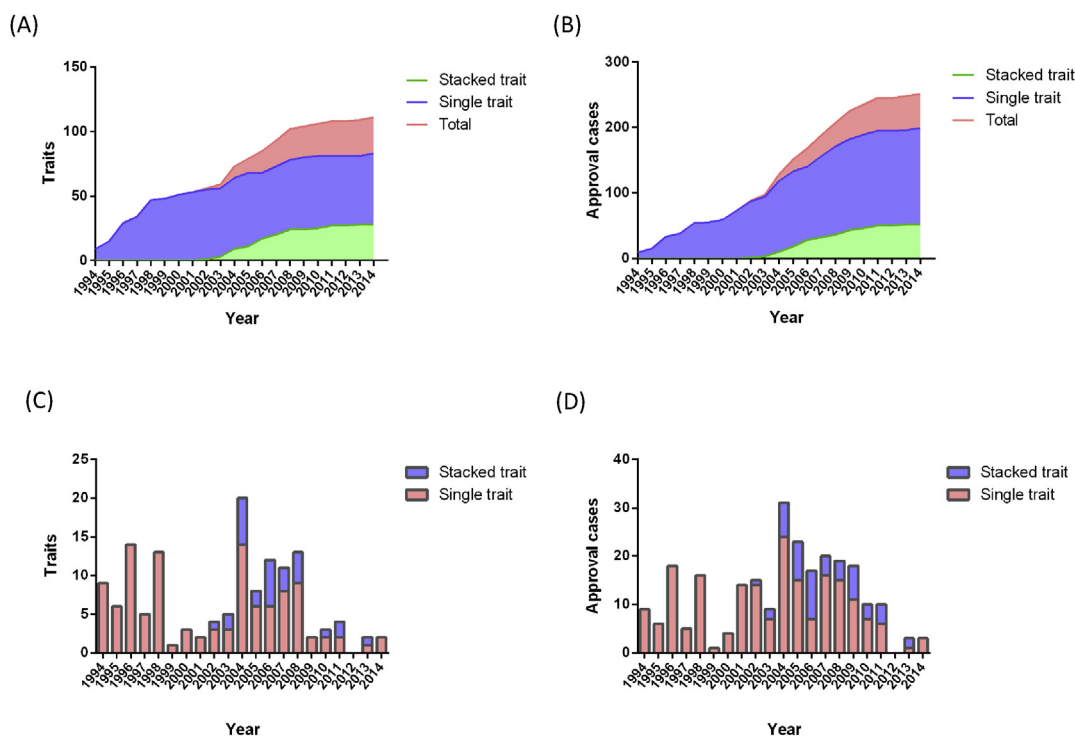 (A)
150
100
50
0
Traits
1994 1995 1996 1997 1998 1999 2000 2001 2002 2003 2004 2005 2006 2007 2008 2009 2010 2011 2012 2013 2014
Year
Stacked trait
Single trait
Total
(B)
300
200
100
0
Approval cases
1994 1995 1996 1997 1998 1999 2000 2001 2002 2003 2004 2005 2006 2007 2008 2009 2010 2011 2012 2013 2014
Year
Stacked trait
Single trait
Total
(C)
25
20
15
10
5
0
Traits
1994 1995 1996 1997 1998 1999 2000 2001 2002 2003 2004 2005 2006 2007 2008 2009 2010 2011 2012 2013 2014
Year
Stacked trait
Single trait
(D)
40
30
20
10
0
Approval cases
1994 1995 1996 1997 1998 1999 2000 2001 2002 2003 2004 2005 2006 2007 2008 2009 2010 2011 2012 2013 2014
Year
Stacked trait
Single trait